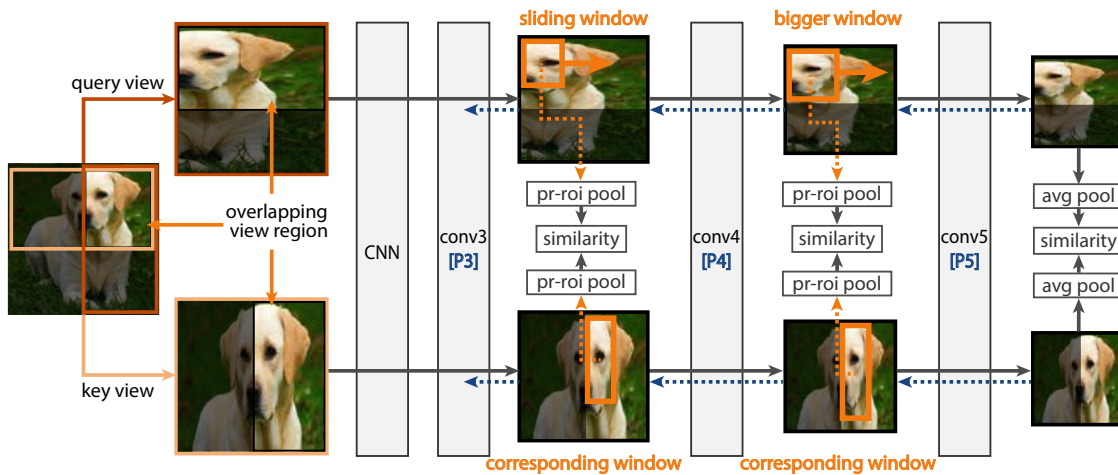 sliding window
bigger window
query view
overlapping
view region
key view
CNN
conv3
[P3]
pr-roi pool
similarity
pr-roi pool
conv4
[P4]
pr-roi pool
similarity
pr-roi pool
conv5
[P5]
avg pool
similarity
avg pool
corresponding window
corresponding window